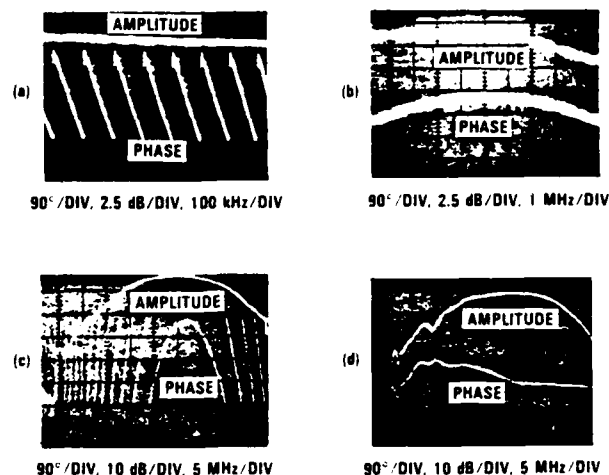 (a)
AMPLITUDE
PHASE
90°/DIV, 2.5 dB/DIV, 100 kHz/DIV
(b)
AMPLITUDE
PHASE
90°/DIV, 2.5 dB/DIV, 1 MHz/DIV
(c)
AMPLITUDE
PHASE
90°/DIV, 10 dB/DIV, 5 MHz/DIV
(d)
AMPLITUDE
PHASE
90°/DIV, 10 dB/DIV, 5 MHz/DIV